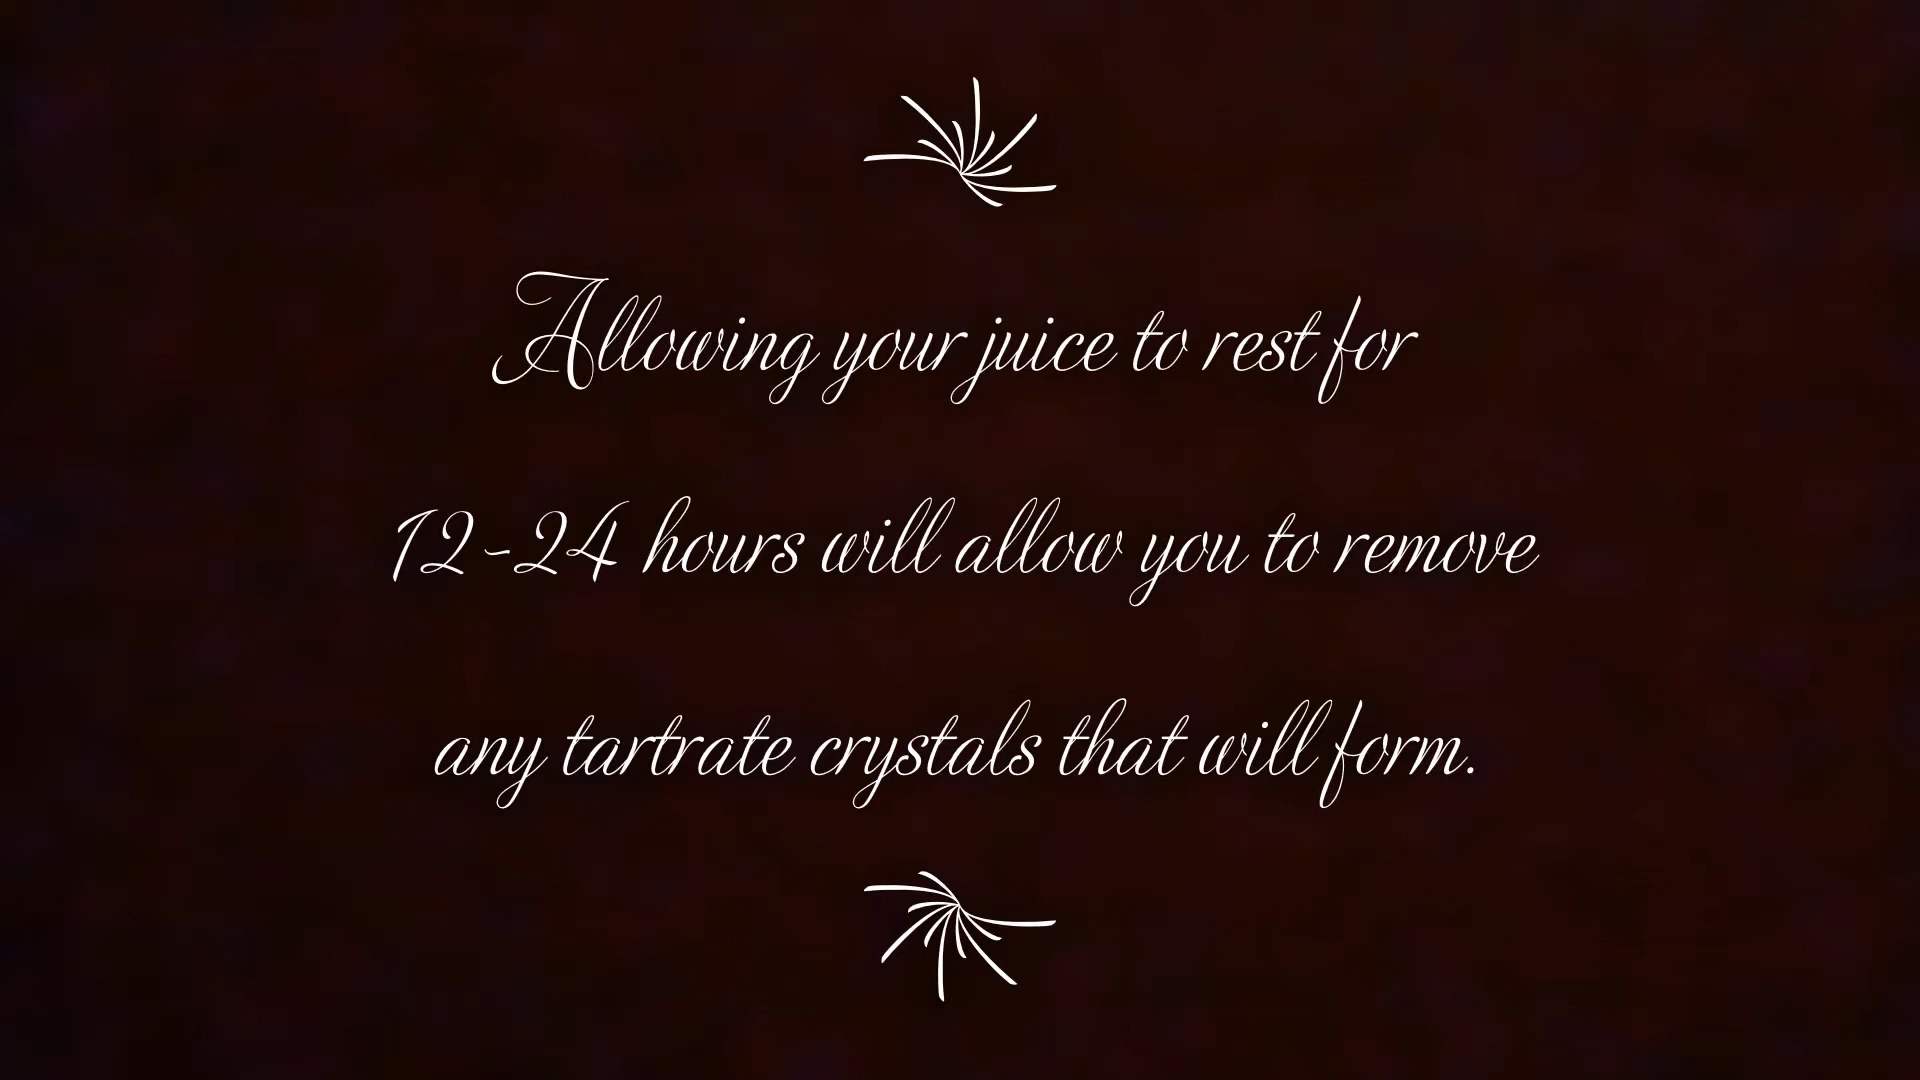 Allowing your juice to rest for
12-24 hours will allow you to remove
any tartrate crystals that will form.